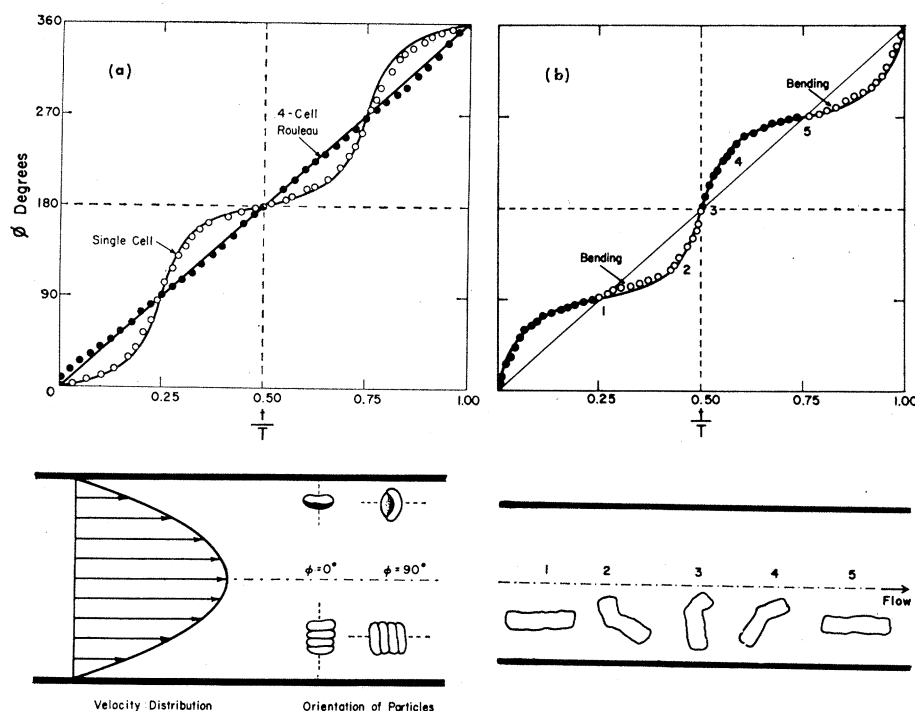 360
270
180
90
0
Ø Degrees
(a)
4-Cell
Rouleau
Single Cell
0.25
0.50
0.75
1.00
t
T
(b)
Bending
5
4
3
Bending
2
1
0.25
0.50
0.75
1.00
t
T
ϕ=0°
ϕ=90°
Velocity Distribution
Orientation of Particles
1
2
3
4
5
Flow